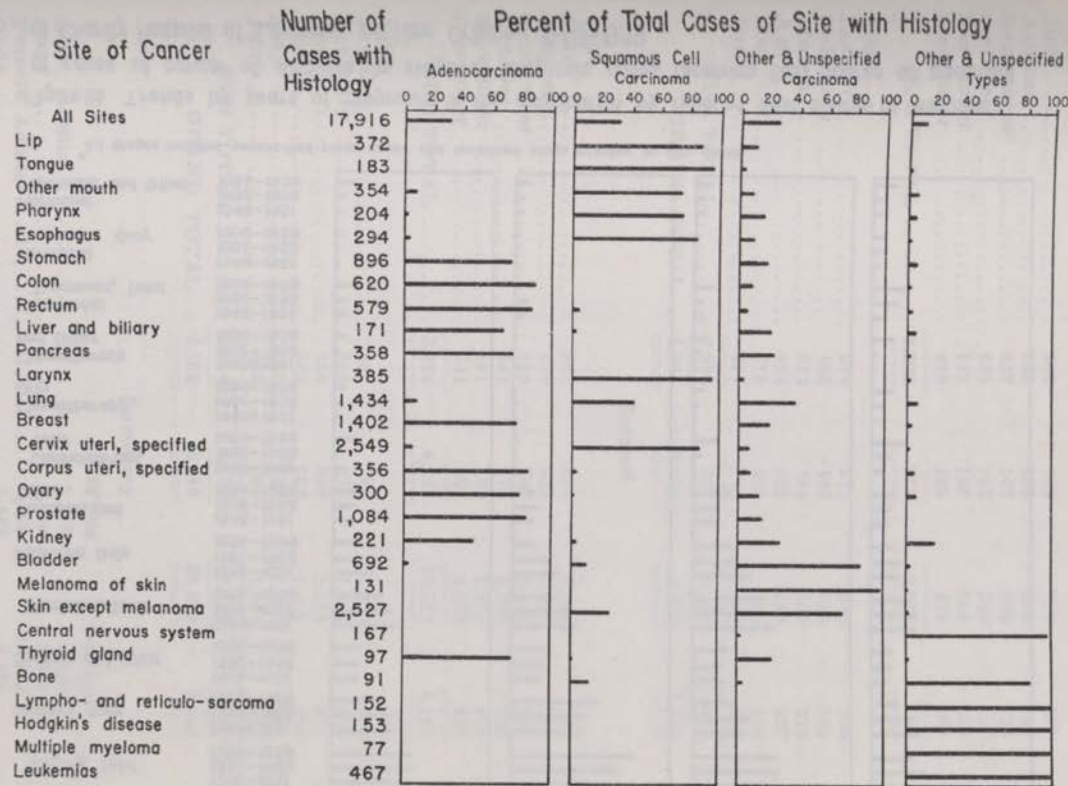 Number of Percent of Total Cases of Site with Histology
Site of Cancer Cases with Histology Adenocarcinoma Squamous Cell Carcinoma Other & Unspecified Carcinoma Other & Unspecified Types
0 20 40 60 80 100 0 20 40 60 80 100 0 20 40 60 80 100 0 20 40 60 80 100
All Sites 17,916
Lip 372
Tongue 183
Other mouth 354
Pharynx 204
Esophagus 294
Stomach 896
Colon 620
Rectum 579
Liver and biliary 171
Pancreas 358
Larynx 385
Lung 1,434
Breast 1,402
Cervix uteri, specified 2,549
Corpus uteri, specified 356
Ovary 300
Prostate 1,084
Kidney 221
Bladder 692
Melanoma of skin 131
Skin except melanoma 2,527
Central nervous system 167
Thyroid gland 97
Bone 91
Lympho- and reticulo-sarcoma 152
Hodgkin's disease 153
Multiple myeloma 77
Leukemias 467